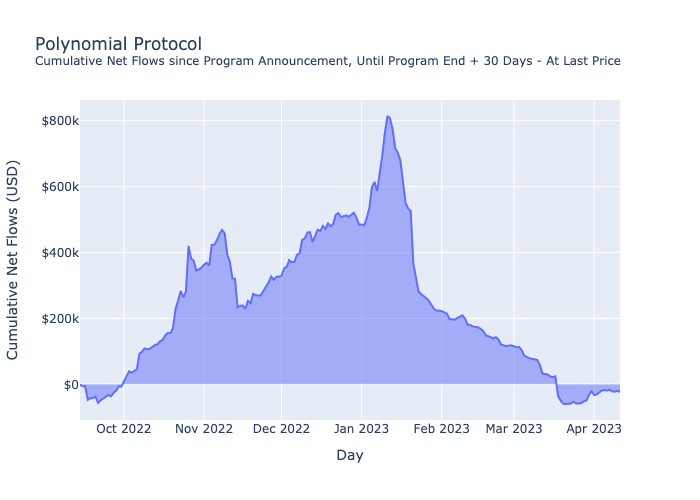 Polynomial Protocol
Cumulative Net Flows since Program Announcement, Until Program End + 30 Days - At Last Price
Cumulative Net Flows (USD)
$800k
$600k
$400k
$200k
$0
Oct 2022 Nov 2022 Dec 2022 Jan 2023 Feb 2023 Mar 2023 Apr 2023
Day